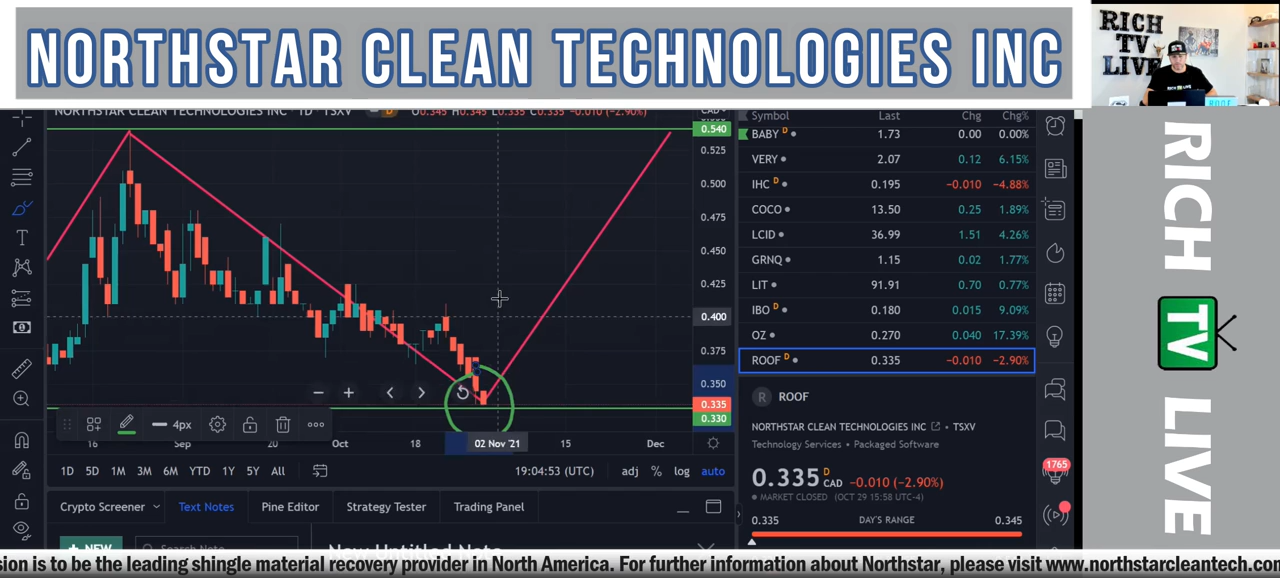 NORTHSTAR CLEAN TECHNOLOGIES INC
RICH
TV
LIVE
RICH
LIVE
ROOF
NORTHSTAR CLEAN TECHNOLOGIES INC · 1D · TSXV
D
O0.345 H0.345 L0.335 C0.335 −0.010 (−2.90%)
CAD
0.540
0.525
0.500
0.475
0.450
0.425
0.400
0.375
0.350
0.335
0.330
4px
16
Sep
20
Oct
18
02 Nov '21
15
Dec
1D 5D 1M 3M 6M YTD 1Y 5Y All
19:04:53 (UTC)
adj % log auto
Crypto Screener
Text Notes
Pine Editor
Strategy Tester
Trading Panel
+ NEW
Search Note
New Untitled Note
Symbol Last Chg Chg%
BABY D 1.73 0.00 0.00%
VERY 2.07 0.12 6.15%
IHC D 0.195 −0.010 −4.88%
COCO 13.50 0.25 1.89%
LCID 36.99 1.51 4.26%
GRNQ 1.15 0.02 1.77%
LIT 91.91 0.70 0.77%
IBO D 0.180 0.015 9.09%
OZ 0.270 0.040 17.39%
ROOF D 0.335 −0.010 −2.90%
R ROOF
NORTHSTAR CLEAN TECHNOLOGIES INC • TSXV
Technology Services • Packaged Software
0.335 D CAD −0.010 (−2.90%)
MARKET CLOSED (OCT 29 15:58 UTC-4)
0.335 DAY'S RANGE 0.345
1765
RICH
TV
LIVE
sion is to be the leading shingle material recovery provider in North America. For further information about Northstar, please visit www.northstarcleantech.con